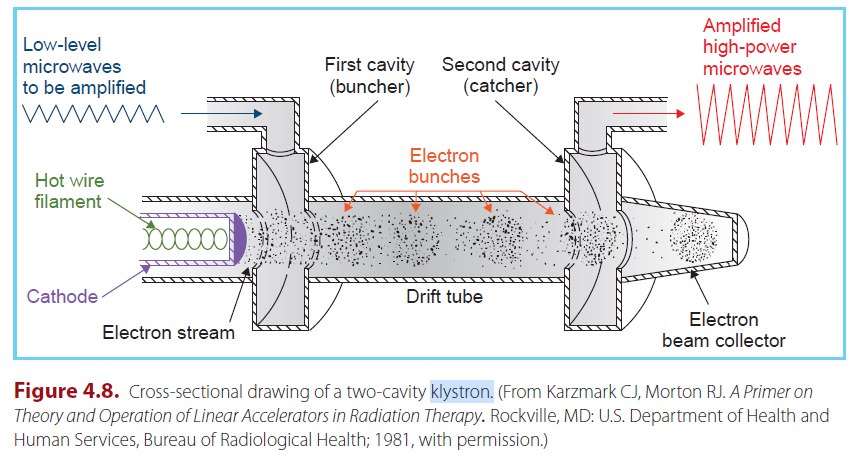 Low-level
microwaves
to be amplified
First cavity
(buncher)
Second cavity
(catcher)
Amplified
high-power
microwaves
Electron
bunches
Hot wire
filament
Cathode
Electron stream
Drift tube
Electron
beam collector
Figure 4.8. Cross-sectional drawing of a two-cavity klystron. (From Karzmark CJ, Morton RJ. A Primer on
Theory and Operation of Linear Accelerators in Radiation Therapy. Rockville, MD: U.S. Department of Health and
Human Services, Bureau of Radiological Health; 1981, with permission.)